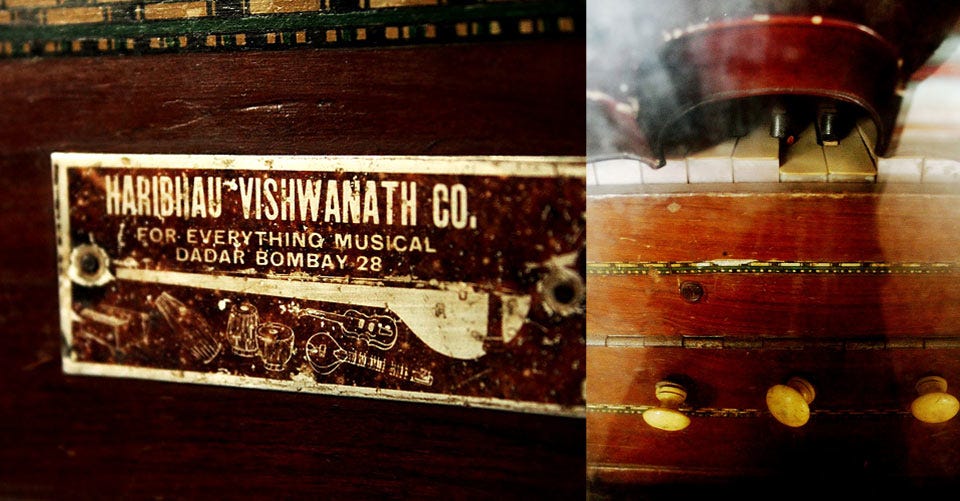 HARIBHAU VISHWANATH CO.
FOR EVERYTHING MUSICAL
DADAR BOMBAY 28